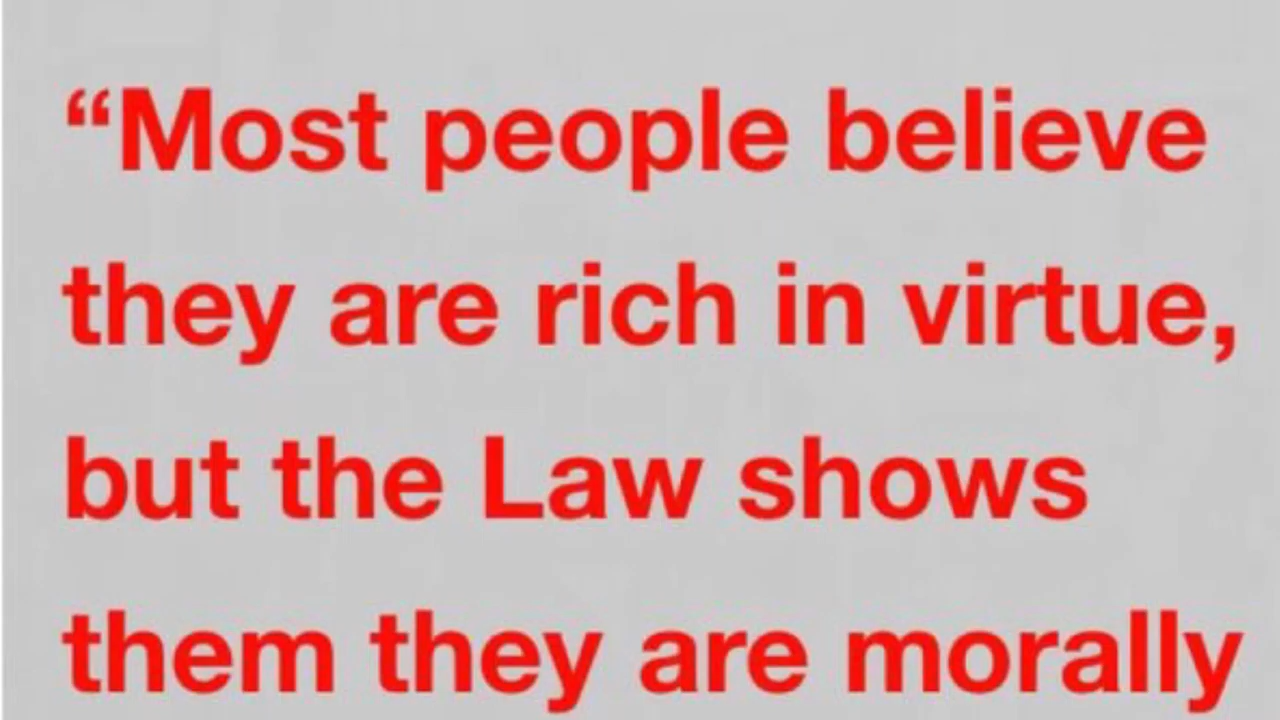 “Most people believe
they are rich in virtue,
but the Law shows
them they are morally